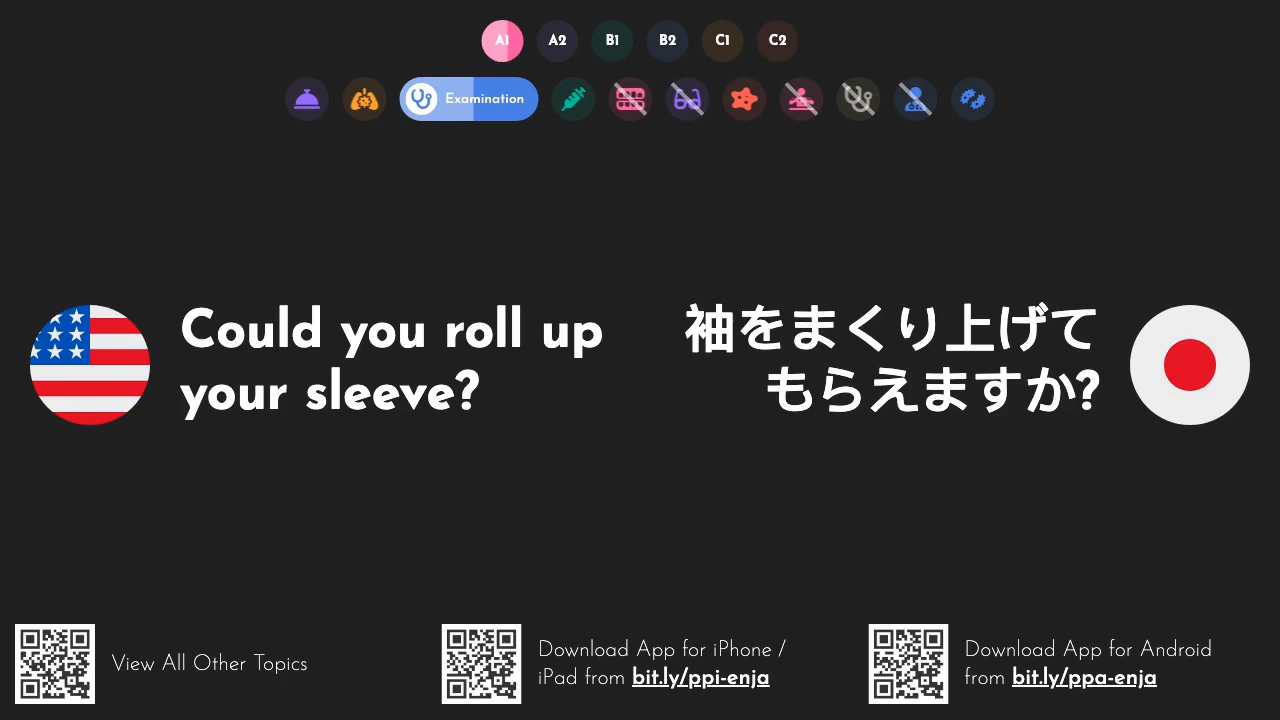 A1 A2 B1 B2 C1 C2
Examination
Could you roll up
your sleeve?
袖をまくり上げて
もらえますか?
View All Other Topics
Download App for iPhone /
iPad from bit.ly/ppi-enja
Download App for Android
from bit.ly/ppa-enja